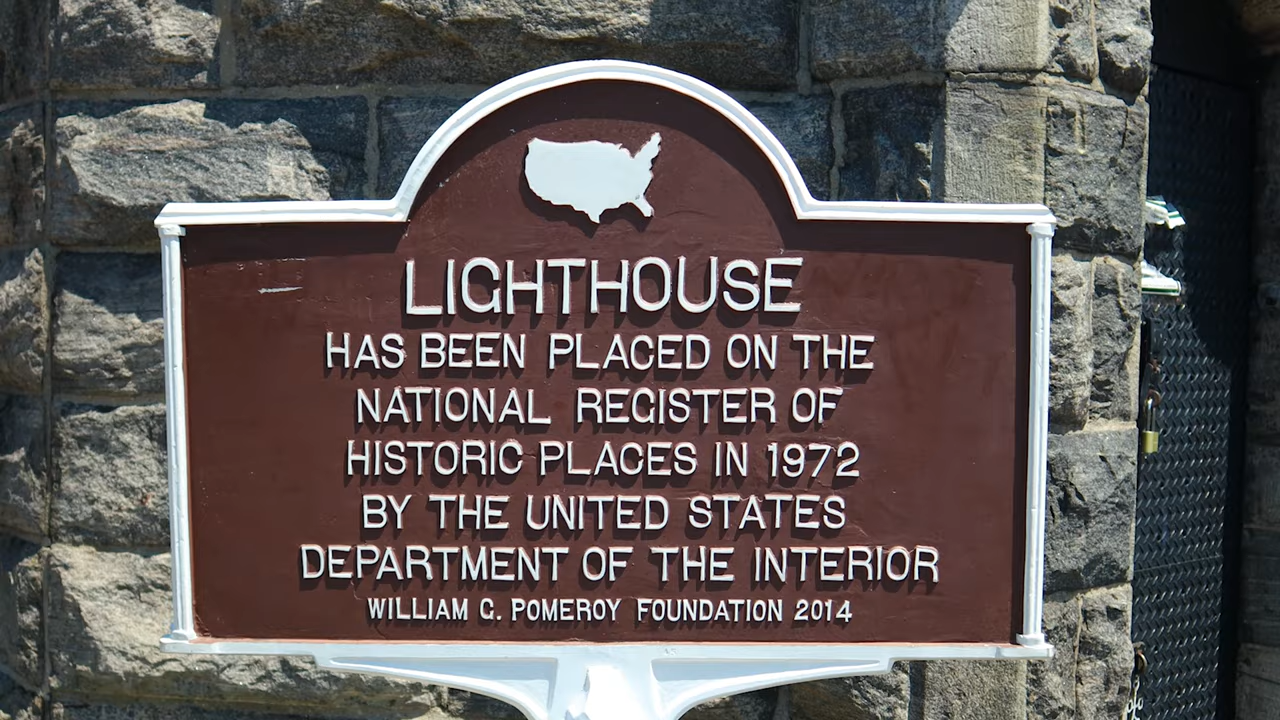 LIGHTHOUSE
HAS BEEN PLACED ON THE
NATIONAL REGISTER OF
HISTORIC PLACES IN 1972
BY THE UNITED STATES
DEPARTMENT OF THE INTERIOR
WILLIAM G. POMEROY FOUNDATION 2014